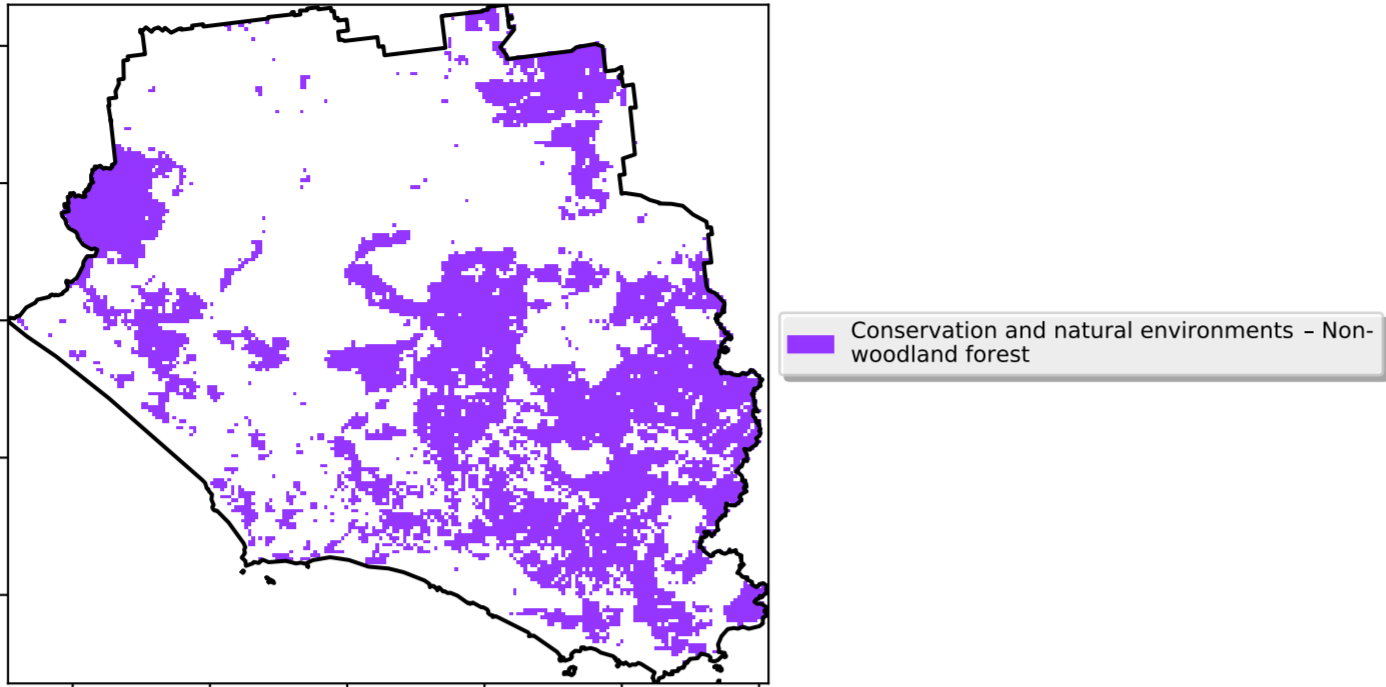 Conservation and natural environments – Non-
woodland forest